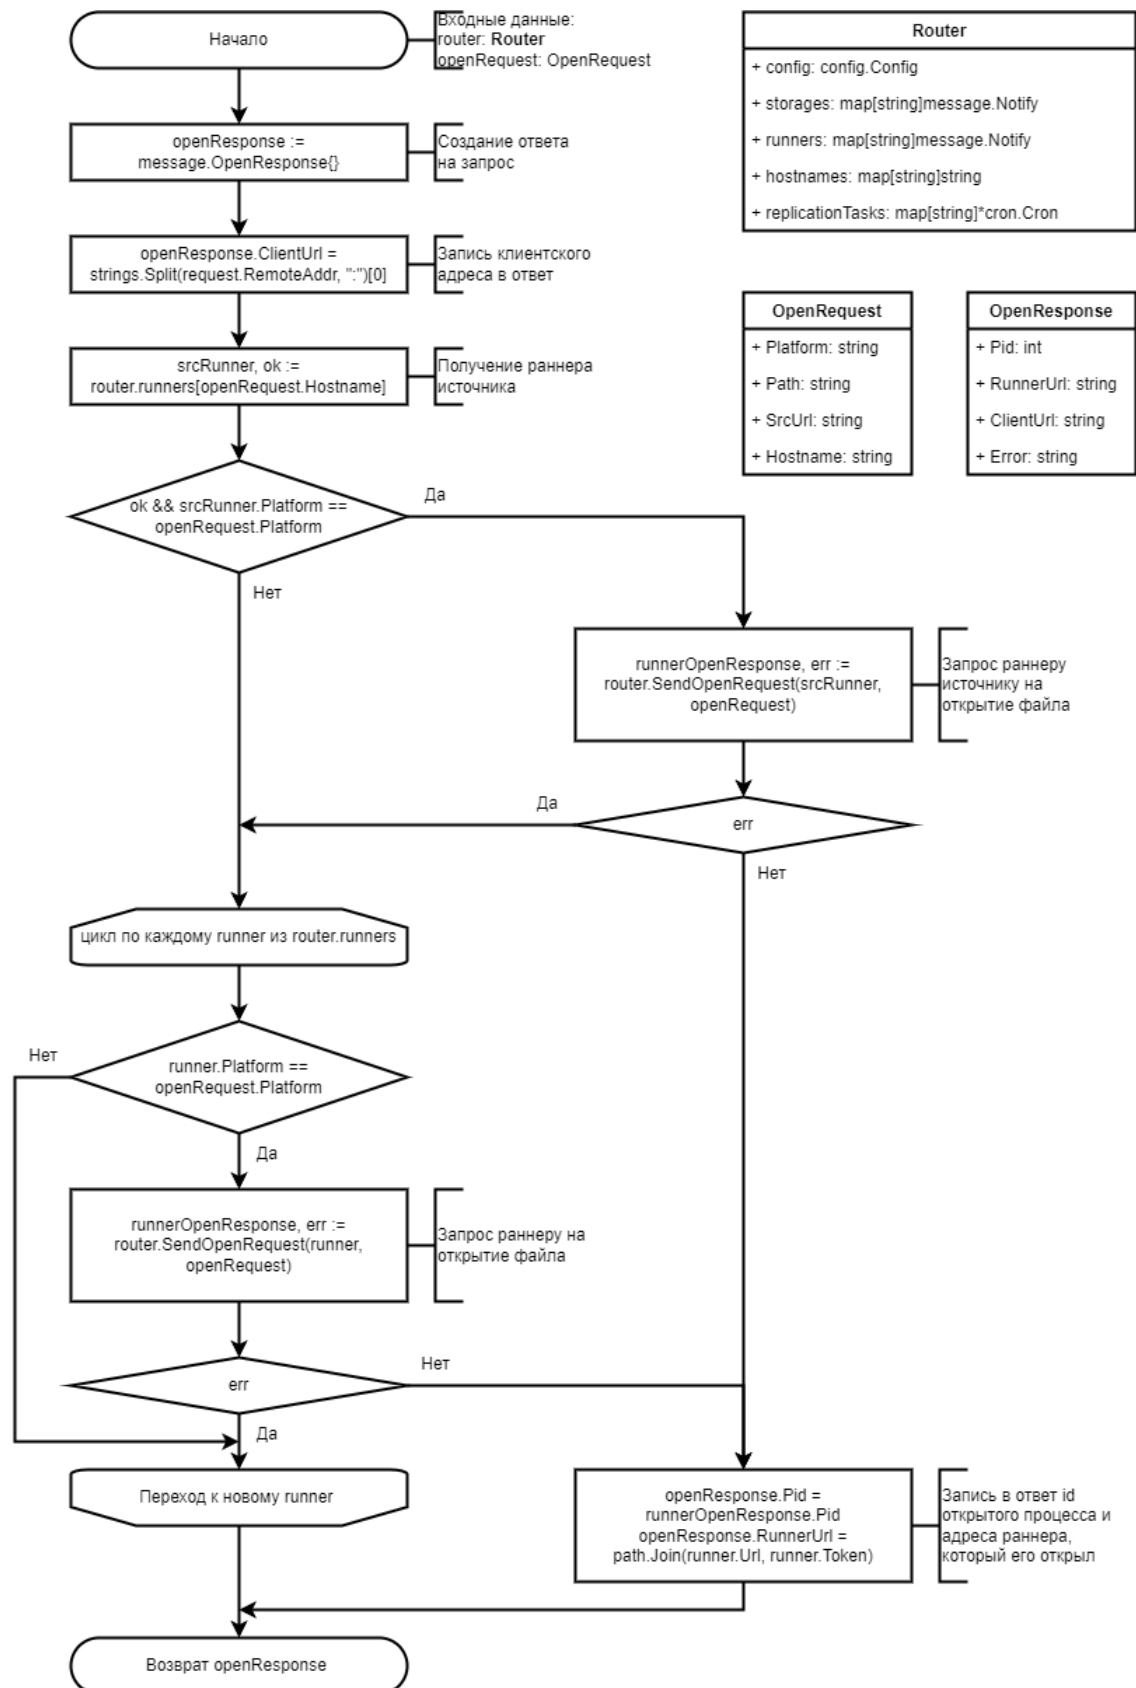 Начало
Входные данные:
router: Router
openRequest: OpenRequest
Router
+ config: config.Config
+ storages: map[string]message.Notify
+ runners: map[string]message.Notify
+ hostnames: map[string]string
+ replicationTasks: map[string]*cron.Cron
openResponse :=
message.OpenResponse{}
Создание ответа
на запрос
openResponse.ClientUrl =
strings.Split(request.RemoteAddr, ":")[0]
Запись клиентского
адреса в ответ
OpenRequest
+ Platform: string
+ Path: string
+ SrcUrl: string
+ Hostname: string
OpenResponse
+ Pid: int
+ RunnerUrl: string
+ ClientUrl: string
+ Error: string
srcRunner, ok :=
router.runners[openRequest.Hostname]
Получение раннера
источника
ok && srcRunner.Platform ==
openRequest.Platform
Да
Нет
runnerOpenResponse, err :=
router.SendOpenRequest(srcRunner,
openRequest)
Запрос раннеру
источнику на
открытие файла
err
Да
Нет
цикл по каждому runner из router.runners
runner.Platform ==
openRequest.Platform
Нет
Да
runnerOpenResponse, err :=
router.SendOpenRequest(runner,
openRequest)
Запрос раннеру на
открытие файла
err
Нет
Да
Переход к новому runner
openResponse.Pid =
runnerOpenResponse.Pid
openResponse.RunnerUrl =
path.Join(runner.Url, runner.Token)
Запись в ответ id
открытого процесса и
адреса раннера,
который его открыл
Возврат openResponse